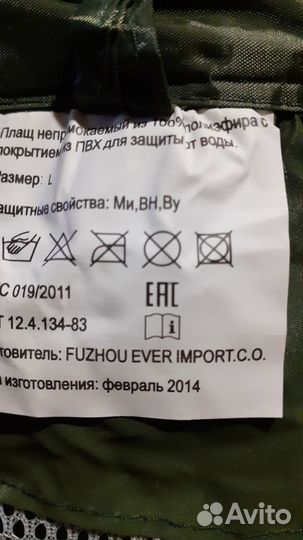 Плащ непромокаемый из 100% полиэфира с
покрытием из ПВХ для защиты от воды.
Размер: L
ащитные свойства: Ми,ВН,Ву
С 019/2011
EAC
Т 12.4.134-83
отовитель: FUZHOU EVER IMPORT.C.O.
а изготовления: февраль 2014
Avito